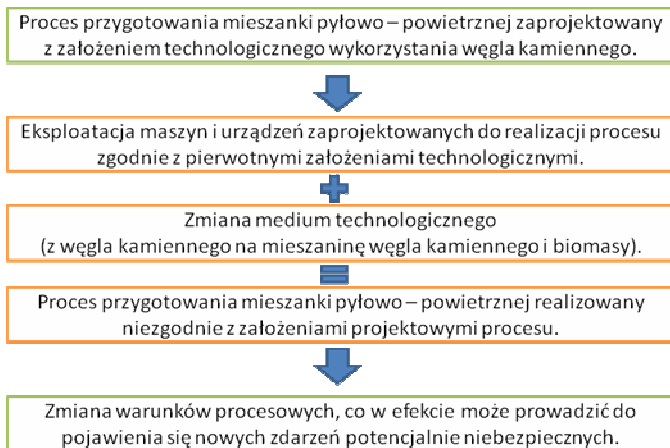 Proces przygotowania mieszanki pyłowo – powietrznej zaprojektowany
z założeniem technologicznego wykorzystania węgla kamiennego.
Eksploatacja maszyn i urządzeń zaprojektowanych do realizacji procesu
zgodnie z pierwotnymi założeniami technologicznymi.
Zmiana medium technologicznego
(z węgla kamiennego na mieszaninę węgla kamiennego i biomasy).
Proces przygotowania mieszanki pyłowo – powietrznej realizowany
niezgodnie z założeniami projektowymi procesu.
Zmiana warunków procesowych, co w efekcie może prowadzić do
pojawienia się nowych zdarzeń potencjalnie niebezpiecznych.